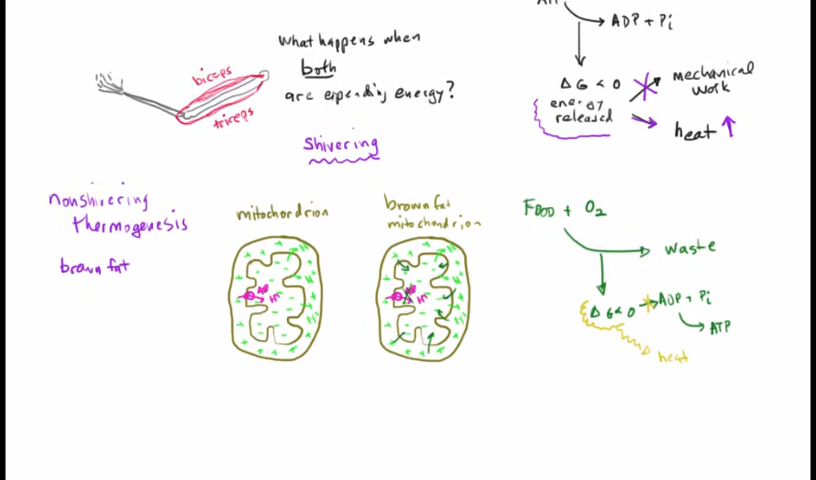 ADP + Pi
biceps
triceps
What happens when
both
are expending energy?
Shivering
ΔG < 0
energy
released
mechanical
work
heat ↑
nonshivering
thermogenesis
brown fat
mitochondrion
H+
brown fat
mitochondrion
H+
FOOD + O2
waste
ΔG < 0
ADP + Pi
ATP
heat